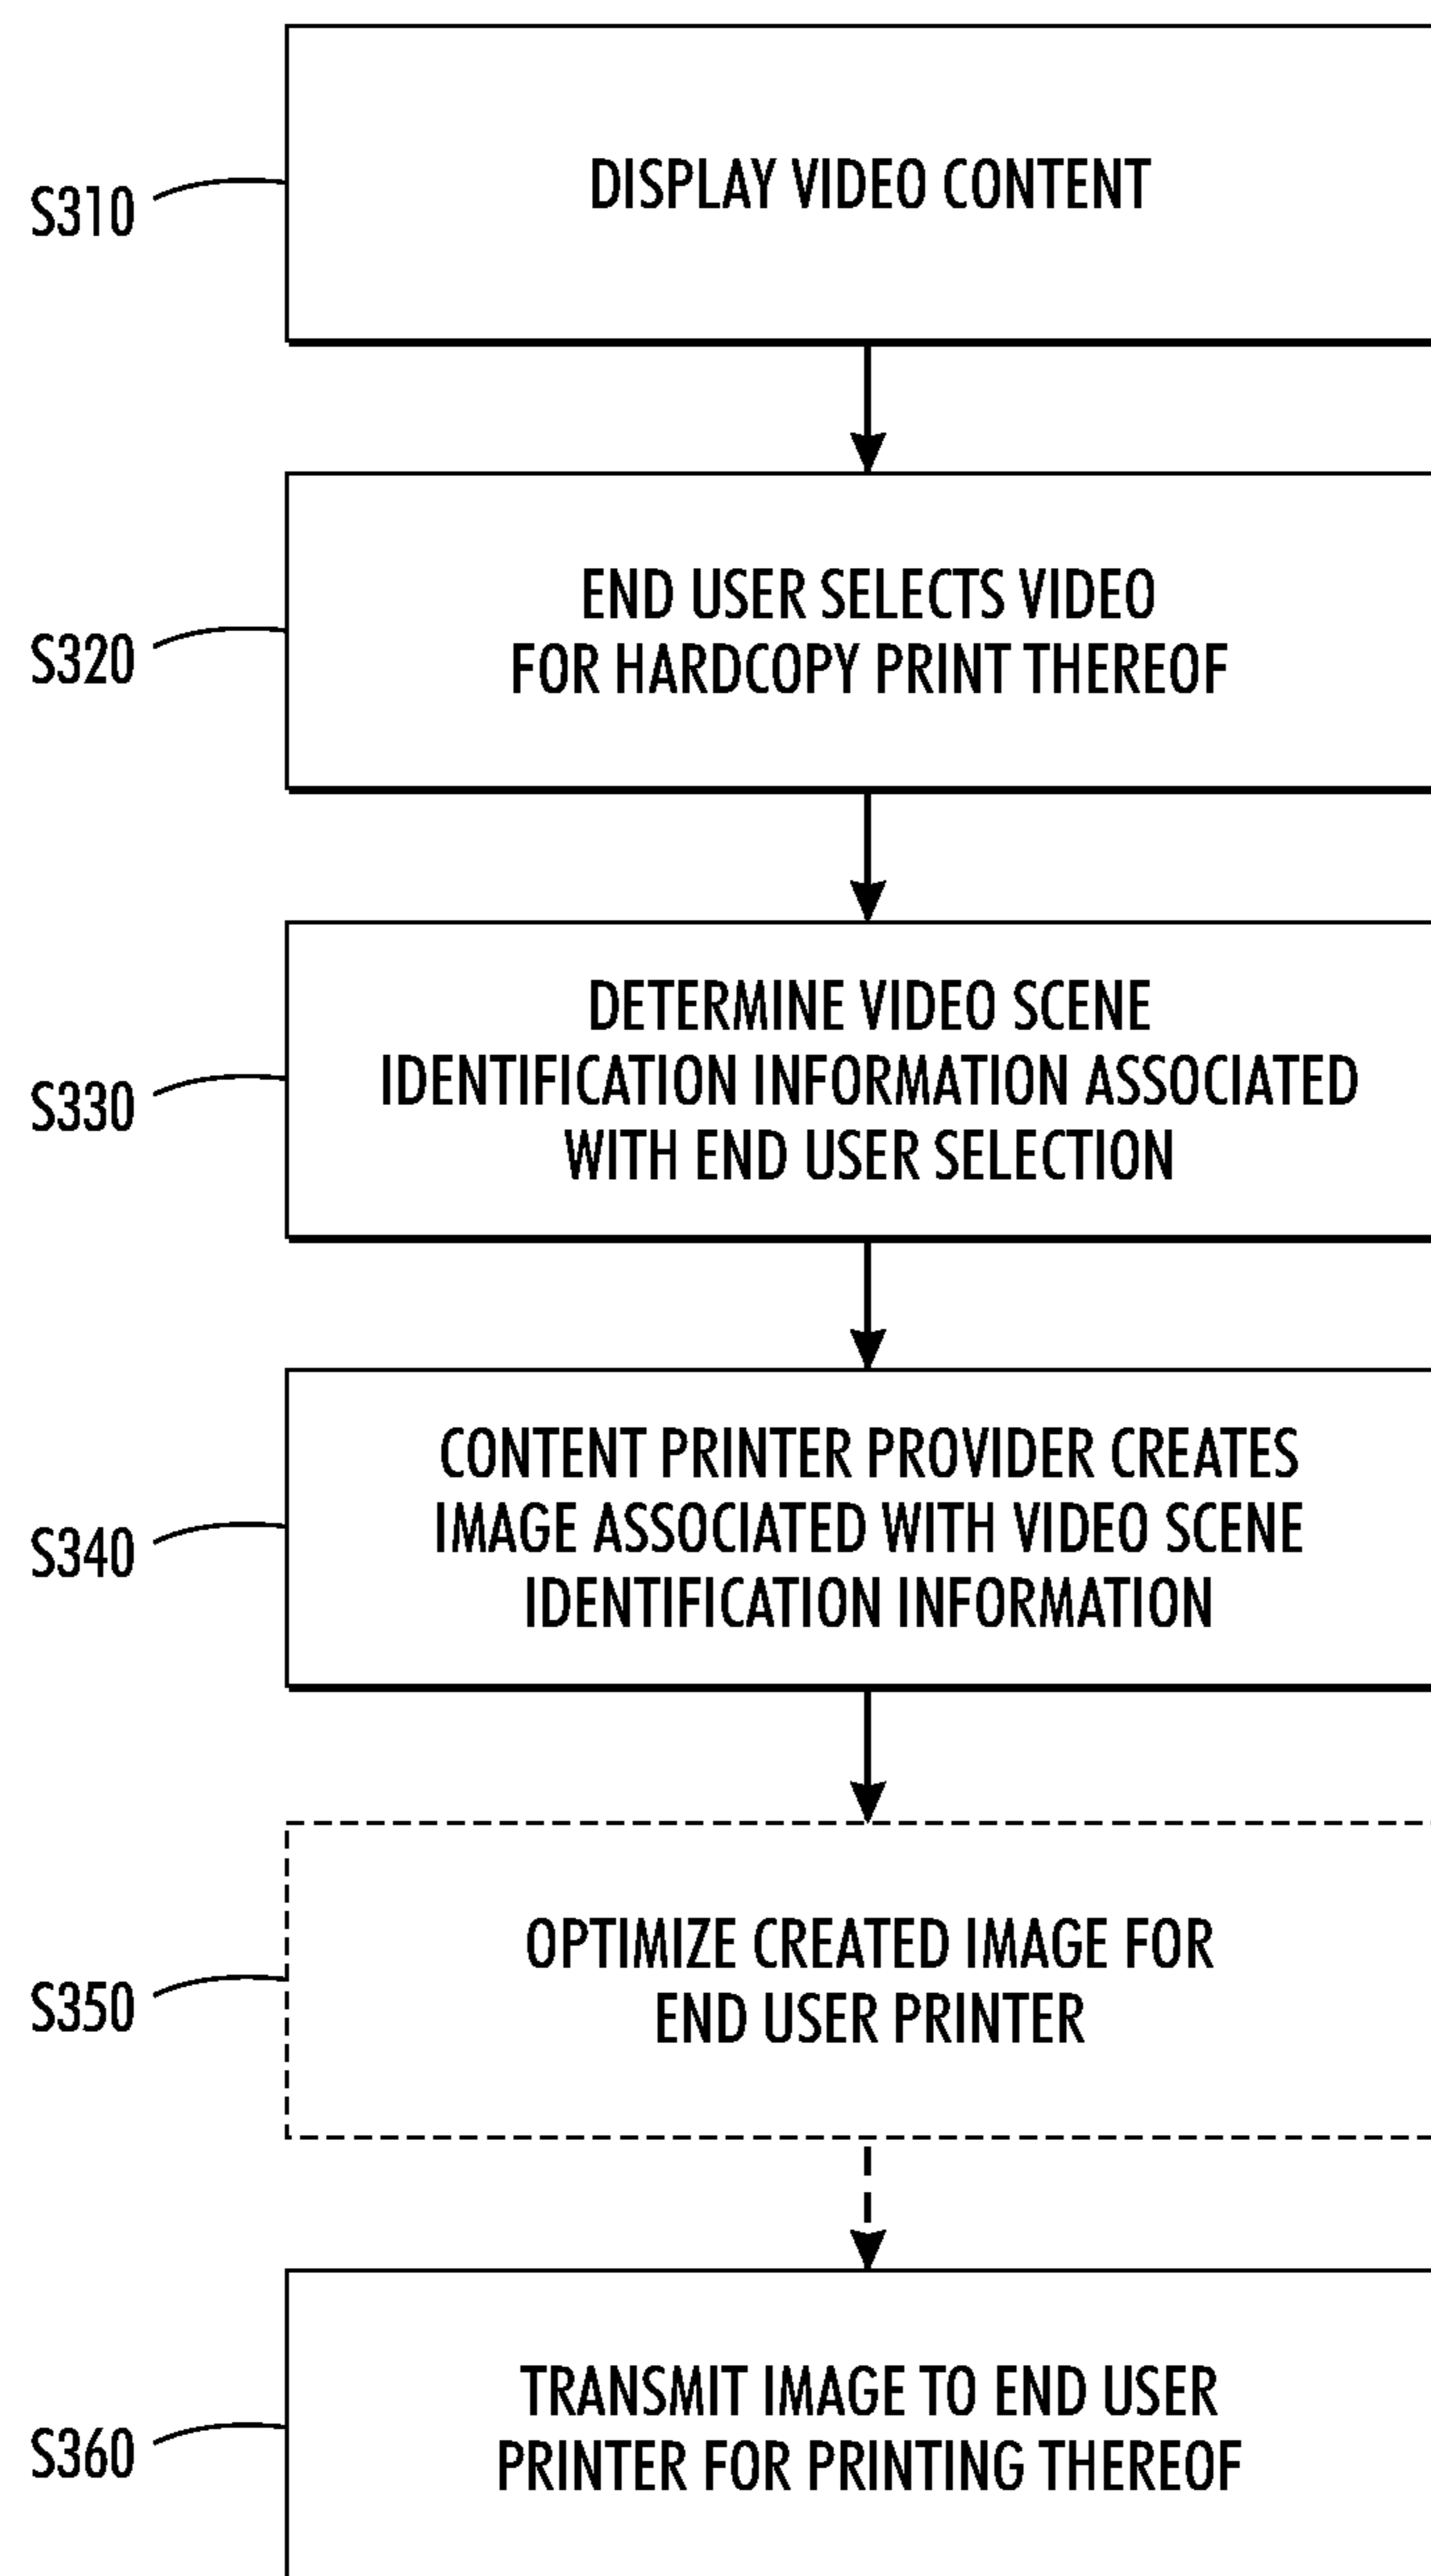 S310
DISPLAY VIDEO CONTENT
S320
END USER SELECTS VIDEO
FOR HARDCOPY PRINT THEREOF
S330
DETERMINE VIDEO SCENE
IDENTIFICATION INFORMATION ASSOCIATED
WITH END USER SELECTION
S340
CONTENT PRINTER PROVIDER CREATES
IMAGE ASSOCIATED WITH VIDEO SCENE
IDENTIFICATION INFORMATION
S350
OPTIMIZE CREATED IMAGE FOR
END USER PRINTER
S360
TRANSMIT IMAGE TO END USER
PRINTER FOR PRINTING THEREOF